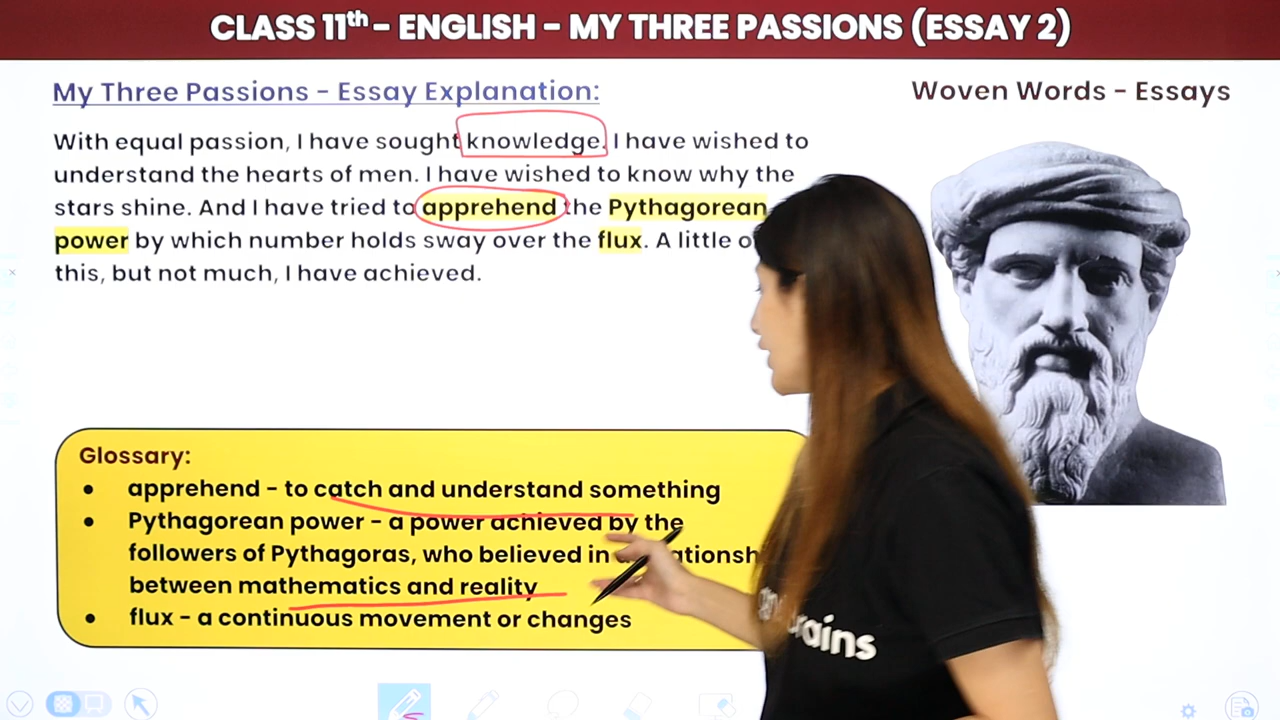 CLASS 11th - ENGLISH - MY THREE PASSIONS (ESSAY 2)
My Three Passions - Essay Explanation:
Woven Words - Essays
With equal passion, I have sought knowledge. I have wished to
understand the hearts of men. I have wished to know why the
stars shine. And I have tried to apprehend the Pythagorean
power by which number holds sway over the flux. A little
this, but not much, I have achieved.
Glossary:
● apprehend - to catch and understand something
● Pythagorean power - a power achieved by the
followers of Pythagoras, who believed in
between mathematics and reality
● flux - a continuous movement or changes